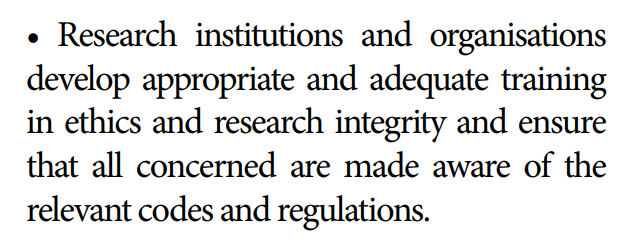 • Research institutions and organisations
develop appropriate and adequate training
in ethics and research integrity and ensure
that all concerned are made aware of the
relevant codes and regulations.